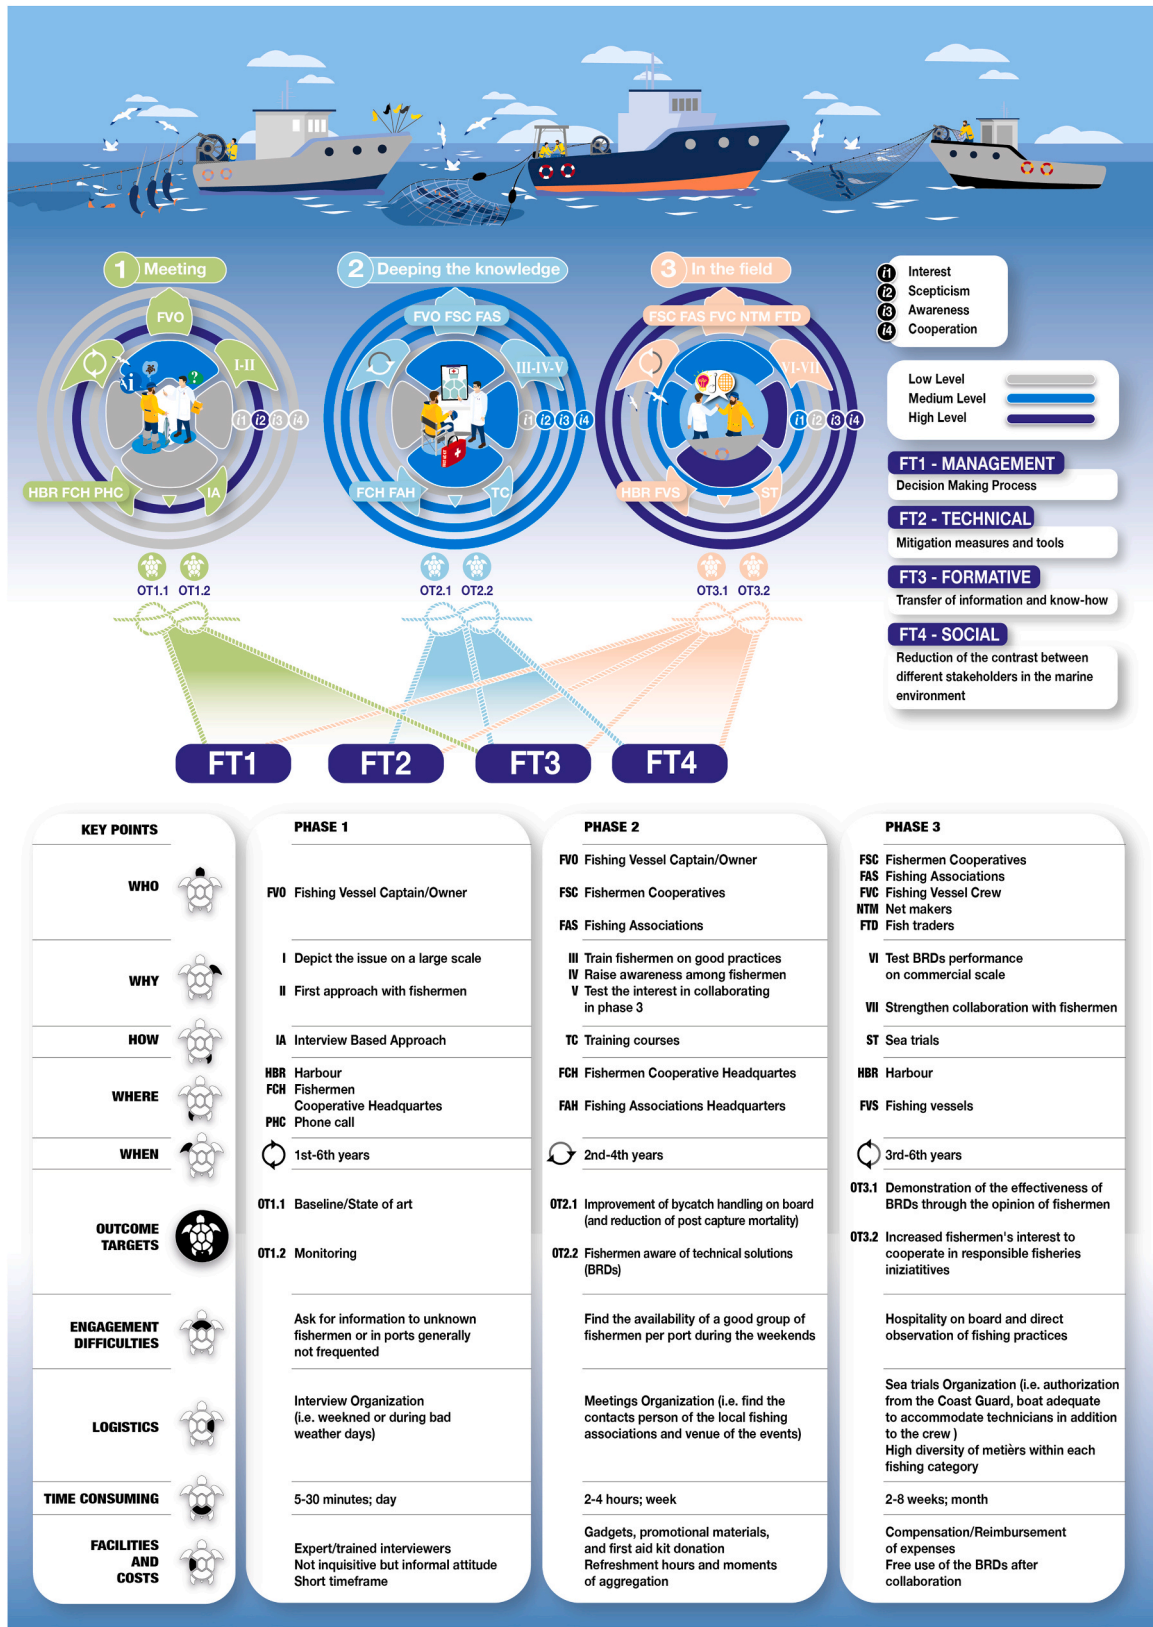 1 Meeting
2 Deeping the knowledge
3 In the field
FVO
I-II
i1 i2 i3 i4
HBR FCH PHC
IA
Ai
?
FVO FSC FAS
III-IV-V
i1 i2 i3 i4
FCH FAH
TC
FSC FAS FVC NTM FTD
VI-VII
i1 i2 i3 i4
HBR FVS
ST
i1 Interest
i2 Scepticism
i3 Awareness
i4 Cooperation
Low Level
Medium Level
High Level
FT1 - MANAGEMENT
Decision Making Process
FT2 - TECHNICAL
Mitigation measures and tools
FT3 - FORMATIVE
Transfer of information and know-how
FT4 - SOCIAL
Reduction of the contrast between
different stakeholders in the marine
environment
OT1.1 OT1.2
OT2.1 OT2.2
OT3.1 OT3.2
FT1
FT2
FT3
FT4
KEY POINTS
PHASE 1
PHASE 2
PHASE 3
WHO
FVO Fishing Vessel Captain/Owner
FVO Fishing Vessel Captain/Owner
FSC Fishermen Cooperatives
FAS Fishing Associations
FSC Fishermen Cooperatives
FAS Fishing Associations
FVC Fishing Vessel Crew
NTM Net makers
FTD Fish traders
WHY
I Depict the issue on a large scale
II First approach with fishermen
III Train fishermen on good practices
IV Raise awareness among fishermen
V Test the interest in collaborating
in phase 3
VI Test BRDs performance
on commercial scale
VII Strengthen collaboration with fishermen
HOW
IA Interview Based Approach
TC Training courses
ST Sea trials
WHERE
HBR Harbour
FCH Fishermen
Cooperative Headquartes
PHC Phone call
FCH Fishermen Cooperative Headquartes
FAH Fishing Associations Headquarters
HBR Harbour
FVS Fishing vessels
WHEN
1st-6th years
2nd-4th years
3rd-6th years
OUTCOME
TARGETS
OT1.1 Baseline/State of art
OT1.2 Monitoring
OT2.1 Improvement of bycatch handling on board
(and reduction of post capture mortality)
OT2.2 Fishermen aware of technical solutions
(BRDs)
OT3.1 Demonstration of the effectiveness of
BRDs through the opinion of fishermen
OT3.2 Increased fishermen's interest to
cooperate in responsible fisheries
iniziatitives
ENGAGEMENT
DIFFICULTIES
Ask for information to unknown
fishermen or in ports generally
not frequented
Find the availability of a good group of
fishermen per port during the weekends
Hospitality on board and direct
observation of fishing practices
LOGISTICS
Interview Organization
(i.e. weekned or during bad
weather days)
Meetings Organization (i.e. find the
contacts person of the local fishing
associations and venue of the events)
Sea trials Organization (i.e. authorization
from the Coast Guard, boat adequate
to accommodate technicians in addition
to the crew )
High diversity of metièrs within each
fishing category
TIME CONSUMING
5-30 minutes; day
2-4 hours; week
2-8 weeks; month
FACILITIES
AND
COSTS
Expert/trained interviewers
Not inquisitive but informal attitude
Short timeframe
Gadgets, promotional materials,
and first aid kit donation
Refreshment hours and moments
of aggregation
Compensation/Reimbursement
of expenses
Free use of the BRDs after
collaboration